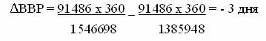 ΔВВР = 91486 x 360 _ 91486 x 360 = - 3 дня
1546698 1385948